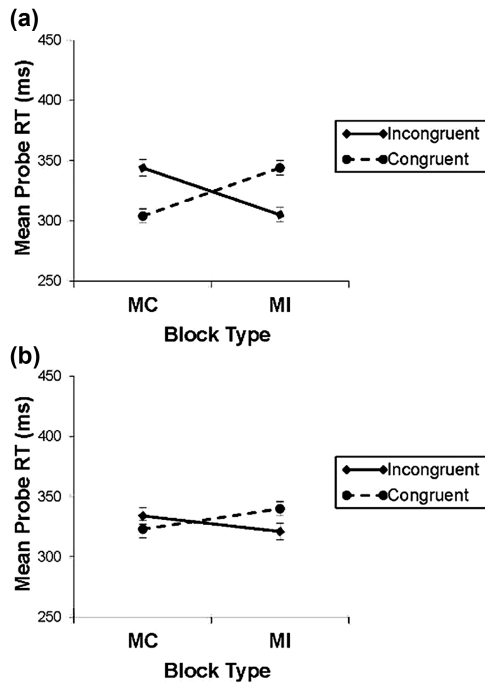 (a)
450
400
350
300
250
Mean Probe RT (ms)
MC MI
Block Type
Incongruent
Congruent
(b)
450
400
350
300
250
Mean Probe RT (ms)
MC MI
Block Type
Incongruent
Congruent